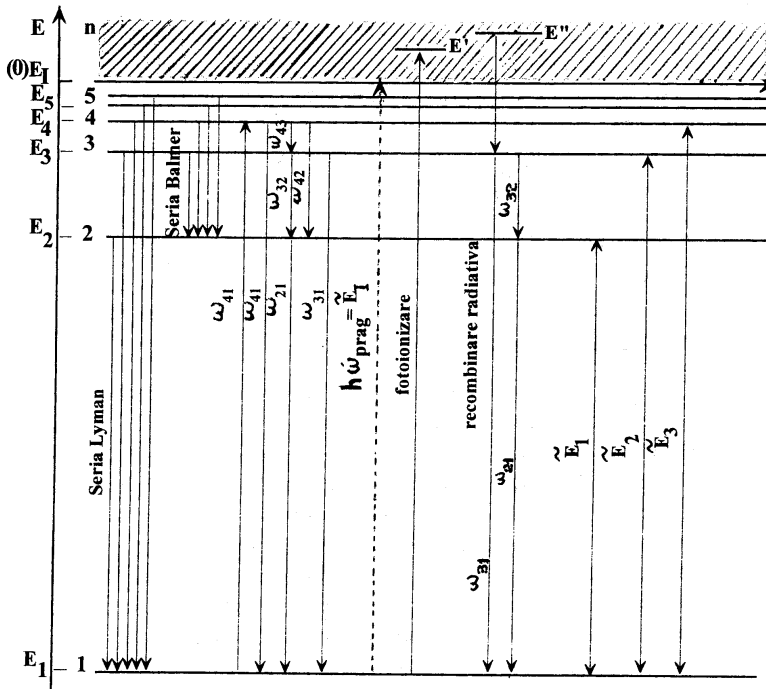 E n
E'
E"
(0) E_I
E_5 5
E_4 4
E_3 3
E_2 2
E_1 1
Seria Lyman
Seria Balmer
ω_41
ω_41
ω_43
ω_32
ω_21
ω_42
ω_31
ħω_prag = Ẽ_I
fotoionizare
recombinare radiativa
ω_31
ω_32
ω_21
Ẽ_1
Ẽ_2
Ẽ_3